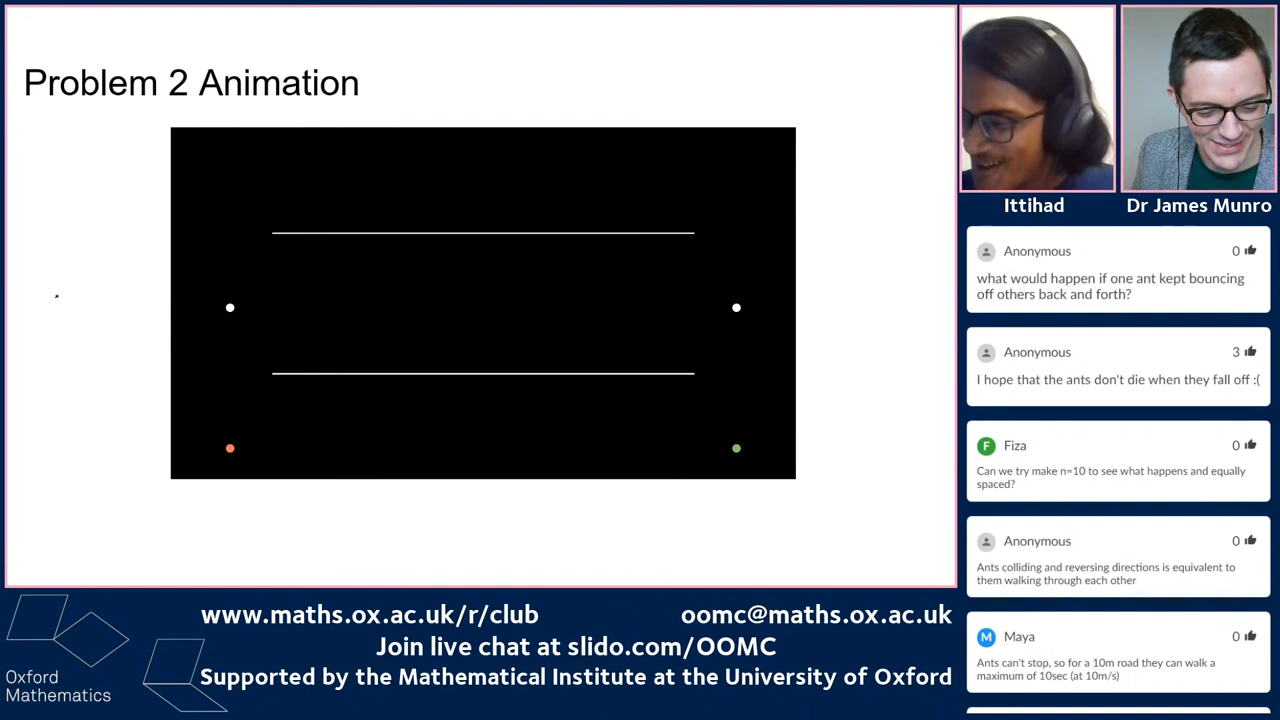 Problem 2 Animation
Ittihad
Dr James Munro
Anonymous
0
what would happen if one ant kept bouncing
off others back and forth?
Anonymous
3
I hope that the ants don't die when they fall off :(
F
Fiza
0
Can we try make n=10 to see what happens and equally
spaced?
Anonymous
0
Ants colliding and reversing directions is equivalent to
them walking through each other
M
Maya
0
Ants can't stop, so for a 10m road they can walk a
maximum of 10sec (at 10m/s)
www.maths.ox.ac.uk/r/club
oomc@maths.ox.ac.uk
Join live chat at slido.com/OOMC
Supported by the Mathematical Institute at the University of Oxford
Oxford
Mathematics